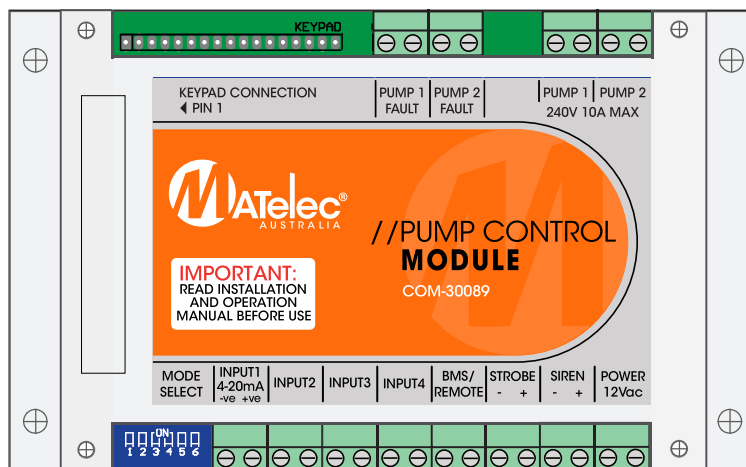 KEYPAD
KEYPAD CONNECTION
PIN 1
PUMP 1
FAULT
PUMP 2
FAULT
PUMP 1
PUMP 2
240V 10A MAX
MATelec®
AUSTRALIA
//PUMP CONTROL
MODULE
COM-30089
IMPORTANT:
READ INSTALLATION
AND OPERATION
MANUAL BEFORE USE
MODE
SELECT
INPUT1
4-20mA
-ve +ve
INPUT2
INPUT3
INPUT4
BMS/
REMOTE
STROBE
- +
SIREN
- +
POWER
12Vac
ON
1 2 3 4 5 6